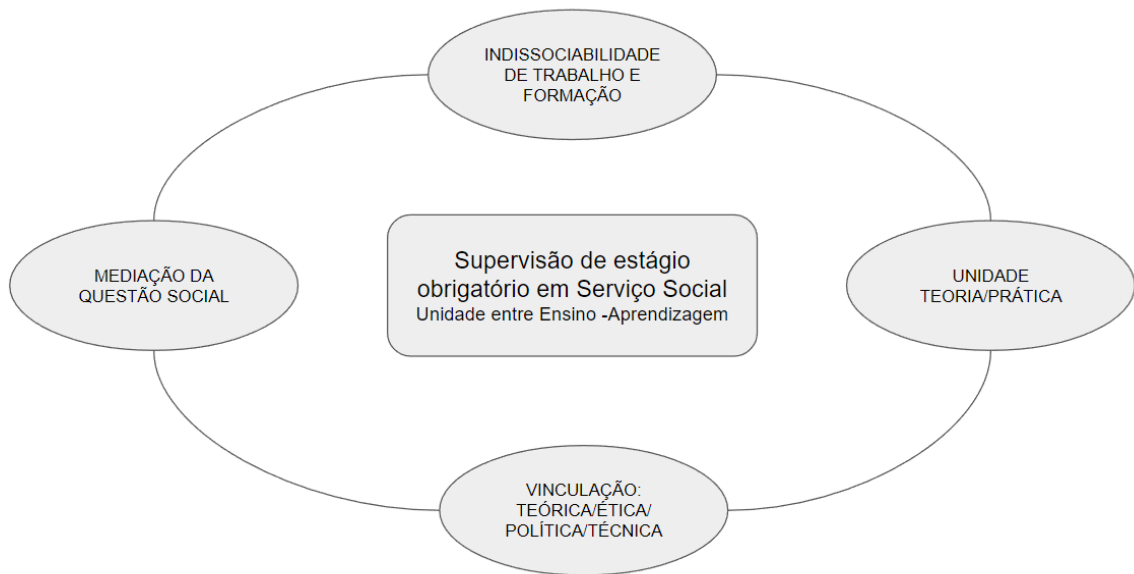 INDISSOCIABILIDADE
DE TRABALHO E
FORMAÇÃO
MEDIAÇÃO DA
QUESTÃO SOCIAL
Supervisão de estágio
obrigatório em Serviço Social
Unidade entre Ensino -Aprendizagem
UNIDADE
TEORIA/PRÁTICA
VINCULAÇÃO:
TEÓRICA/ÉTICA/
POLÍTICA/TÉCNICA